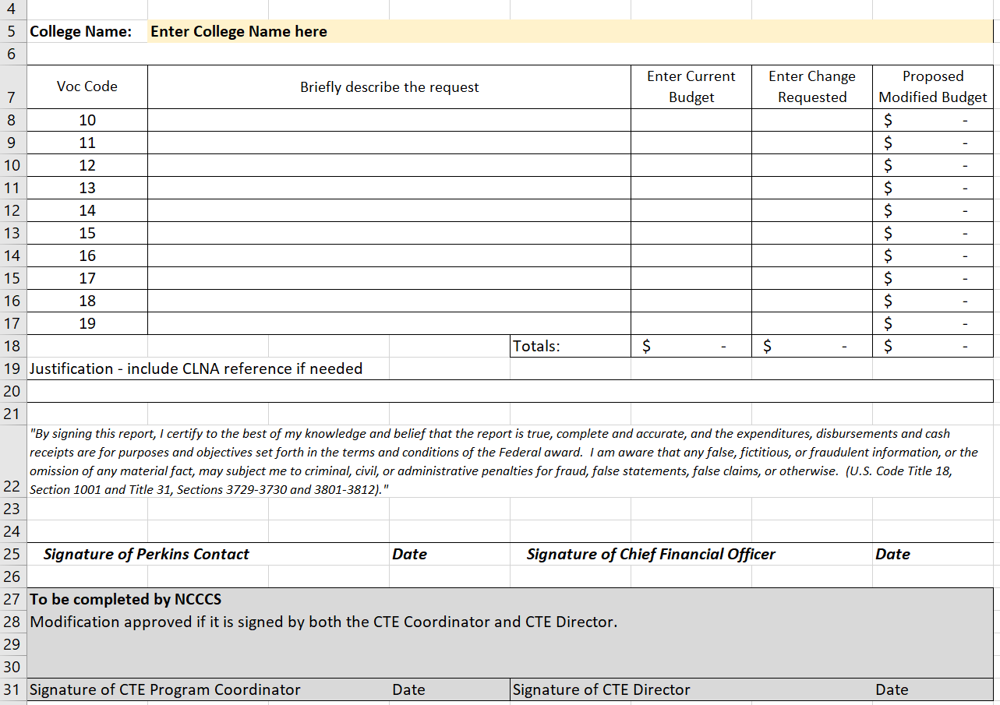 4
5 College Name: Enter College Name here
6
7 Voc Code Briefly describe the request Enter Current Budget Enter Change Requested Proposed Modified Budget
8 10 $ -
9 11 $ -
10 12 $ -
11 13 $ -
12 14 $ -
13 15 $ -
14 16 $ -
15 17 $ -
16 18 $ -
17 19 $ -
18 Totals: $ - $ - $ -
19 Justification - include CLNA reference if needed
20
21
"By signing this report, I certify to the best of my knowledge and belief that the report is true, complete and accurate, and the expenditures, disbursements and cash
receipts are for purposes and objectives set forth in the terms and conditions of the Federal award.  I am aware that any false, fictitious, or fraudulent information, or the
omission of any material fact, may subject me to criminal, civil, or administrative penalties for fraud, false statements, false claims, or otherwise.  (U.S. Code Title 18,
22 Section 1001 and Title 31, Sections 3729-3730 and 3801-3812)."
23
24
25 Signature of Perkins Contact Date Signature of Chief Financial Officer Date
26
27 To be completed by NCCCS
28 Modification approved if it is signed by both the CTE Coordinator and CTE Director.
29
30
31 Signature of CTE Program Coordinator Date Signature of CTE Director Date